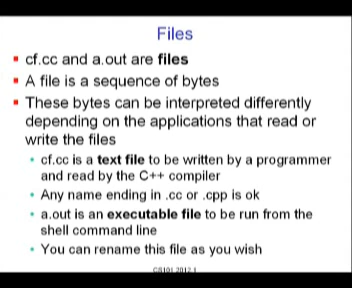 Files
cf.cc and a.out are files
A file is a sequence of bytes
These bytes can be interpreted differently
depending on the applications that read or
write the files
cf.cc is a text file to be written by a programmer
and read by the C++ compiler
Any name ending in .cc or .cpp is ok
a.out is an executable file to be run from the
shell command line
You can rename this file as you wish
CS101 2012.1